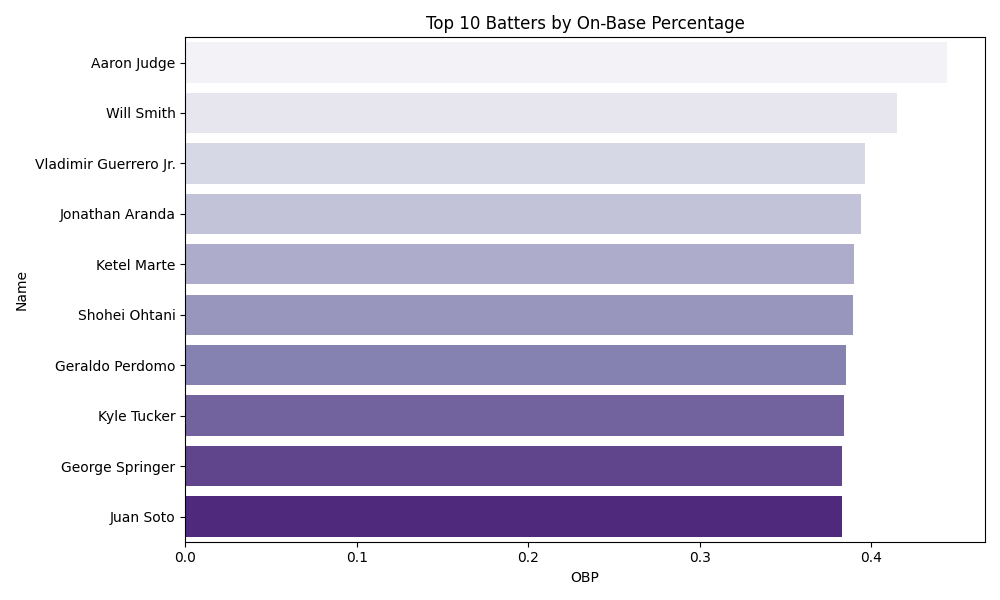 Top 10 Batters by On-Base Percentage
Aaron Judge
Will Smith
Vladimir Guerrero Jr.
Jonathan Aranda
Ketel Marte
Shohei Ohtani
Geraldo Perdomo
Kyle Tucker
George Springer
Juan Soto
Name
0.0 0.1 0.2 0.3 0.4
OBP